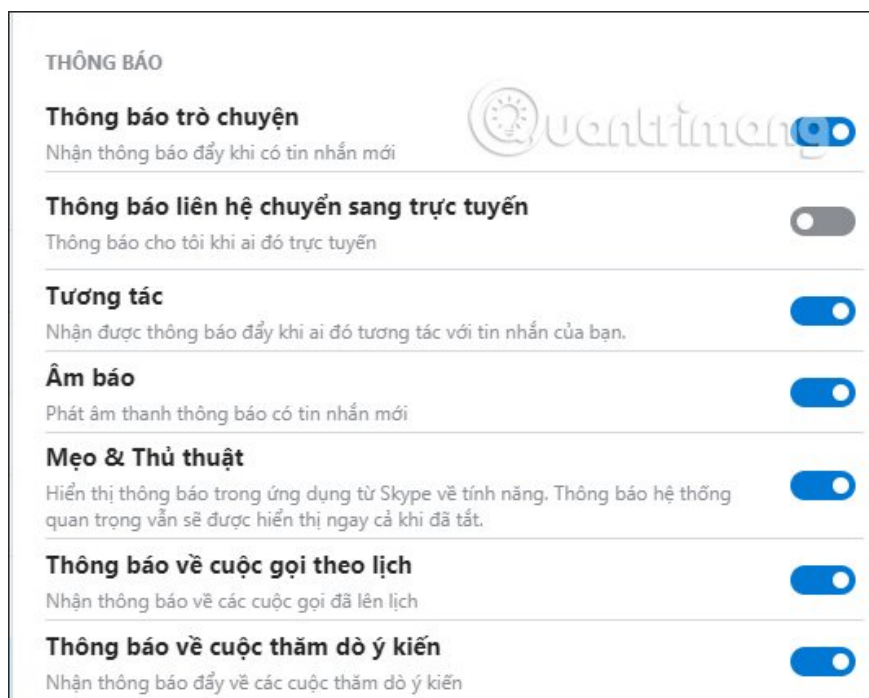 THÔNG BÁO
Quantrimang
Thông báo trò chuyện
Nhận thông báo đẩy khi có tin nhắn mới
Thông báo liên hệ chuyển sang trực tuyến
Thông báo cho tôi khi ai đó trực tuyến
Tương tác
Nhận được thông báo đẩy khi ai đó tương tác với tin nhắn của bạn.
Âm báo
Phát âm thanh thông báo có tin nhắn mới
Mẹo & Thủ thuật
Hiển thị thông báo trong ứng dụng từ Skype về tính năng. Thông báo hệ thống
quan trọng vẫn sẽ được hiển thị ngay cả khi đã tắt.
Thông báo về cuộc gọi theo lịch
Nhận thông báo về các cuộc gọi đã lên lịch
Thông báo về cuộc thăm dò ý kiến
Nhận thông báo đẩy về các cuộc thăm dò ý kiến